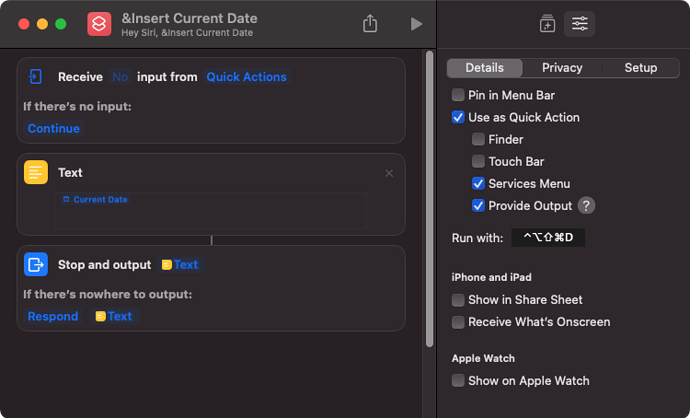 &Insert Current Date
Hey Siri, &Insert Current Date
Receive No input from Quick Actions
If there's no input:
Continue
Text
Current Date
Stop and output Text
If there's nowhere to output:
Respond Text
Details Privacy Setup
Pin in Menu Bar
Use as Quick Action
Finder
Touch Bar
Services Menu
Provide Output ?
Run with: ^⌥⇧⌘D
iPhone and iPad
Show in Share Sheet
Receive What's Onscreen
Apple Watch
Show on Apple Watch